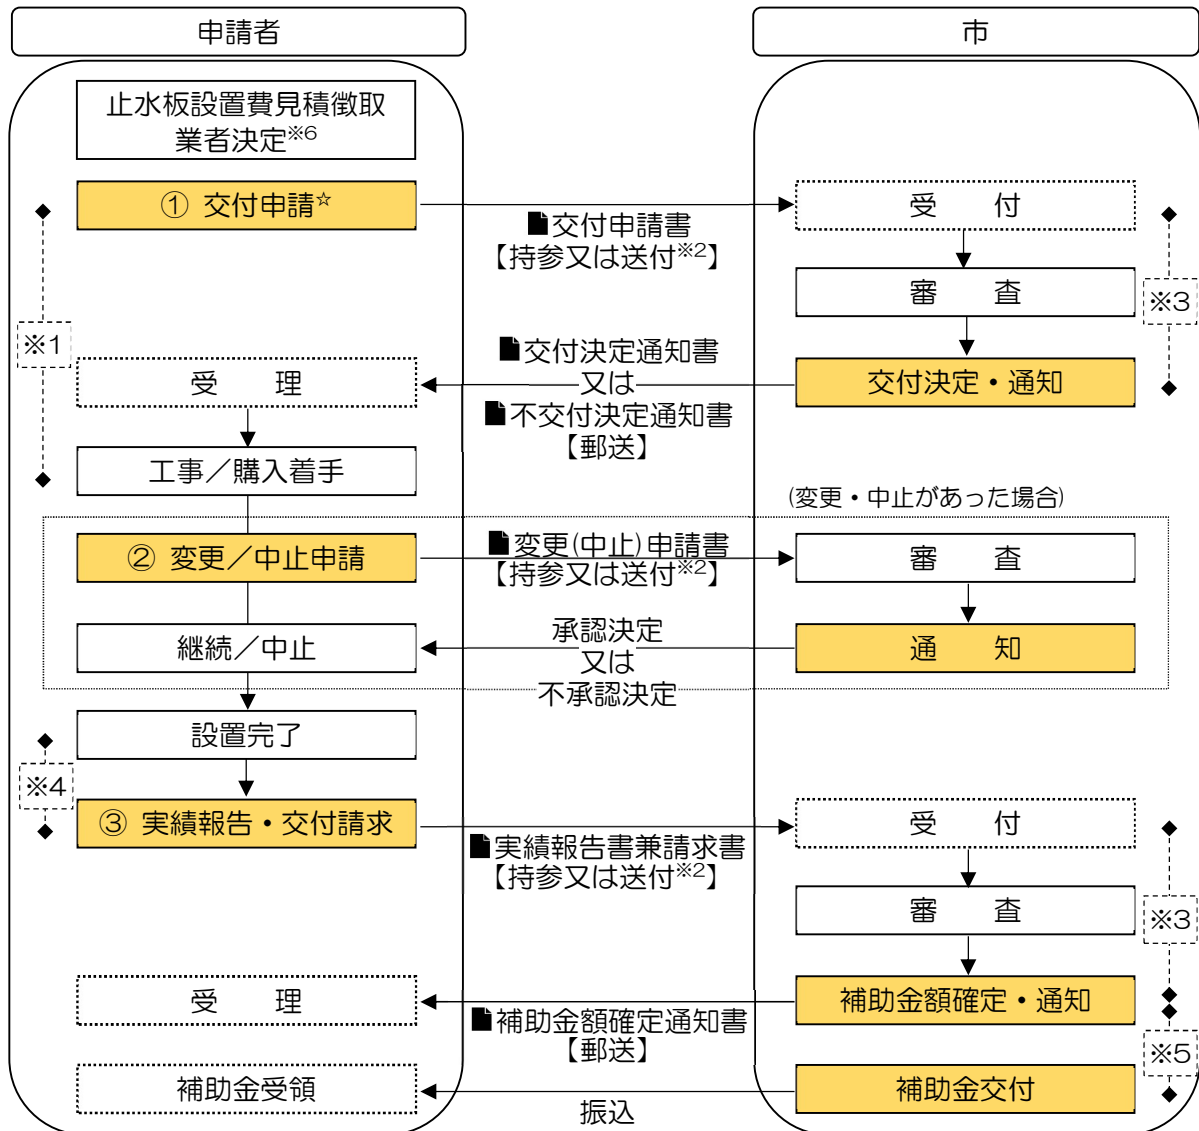 申請者
市
止水板設置費見積徴取
業者決定※6
① 交付申請☆
受　付
■交付申請書
【持参又は送付※2】
審　査
※3
※1
■交付決定通知書
又は
■不交付決定通知書
【郵送】
受　理
交付決定・通知
工事／購入着手
(変更・中止があった場合)
② 変更／中止申請
■変更(中止)申請書
【持参又は送付※2】
審　査
継続／中止
承認決定
又は
不承認決定
通　知
設置完了
※4
③ 実績報告・交付請求
受　付
■実績報告書兼請求書
【持参又は送付※2】
審　査
※3
受　理
補助金額確定・通知
■補助金額確定通知書
【郵送】
※5
補助金受領
補助金交付
振込